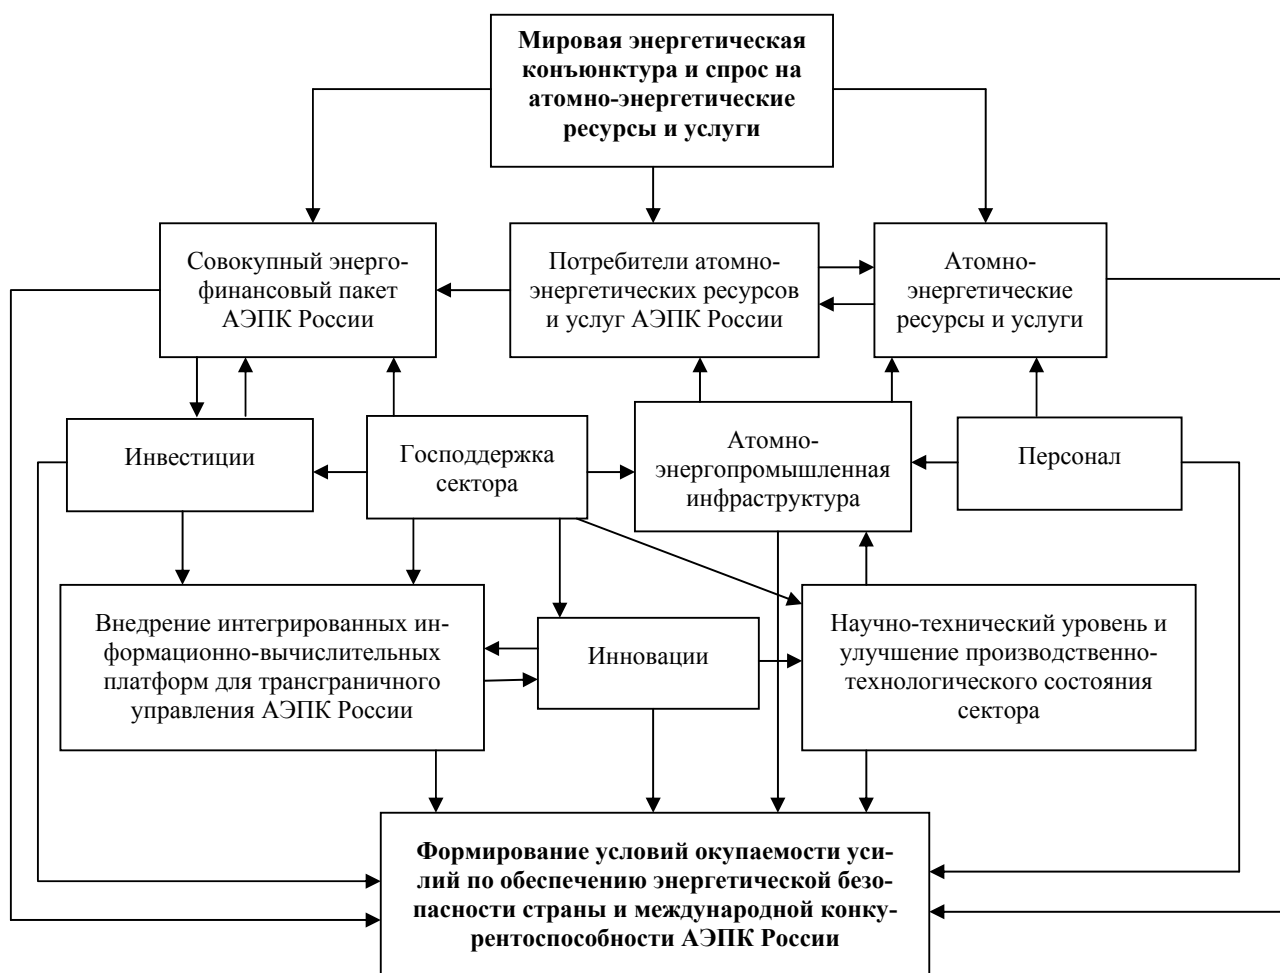 Мировая энергетическая
конъюнктура и спрос на
атомно-энергетические
ресурсы и услуги
Совокупный энерго-
финансовый пакет
АЭПК России
Потребители атомно-
энергетических ресурсов
и услуг АЭПК России
Атомно-
энергетические
ресурсы и услуги
Инвестиции
Господдержка
сектора
Атомно-
энергопромышленная
инфраструктура
Персонал
Внедрение интегрированных ин-
формационно-вычислительных
платформ для трансграничного
управления АЭПК России
Инновации
Научно-технический уровень и
улучшение производственно-
технологического состояния
сектора
Формирование условий окупаемости уси-
лий по обеспечению энергетической безо-
пасности страны и международной конку-
рентоспособности АЭПК России